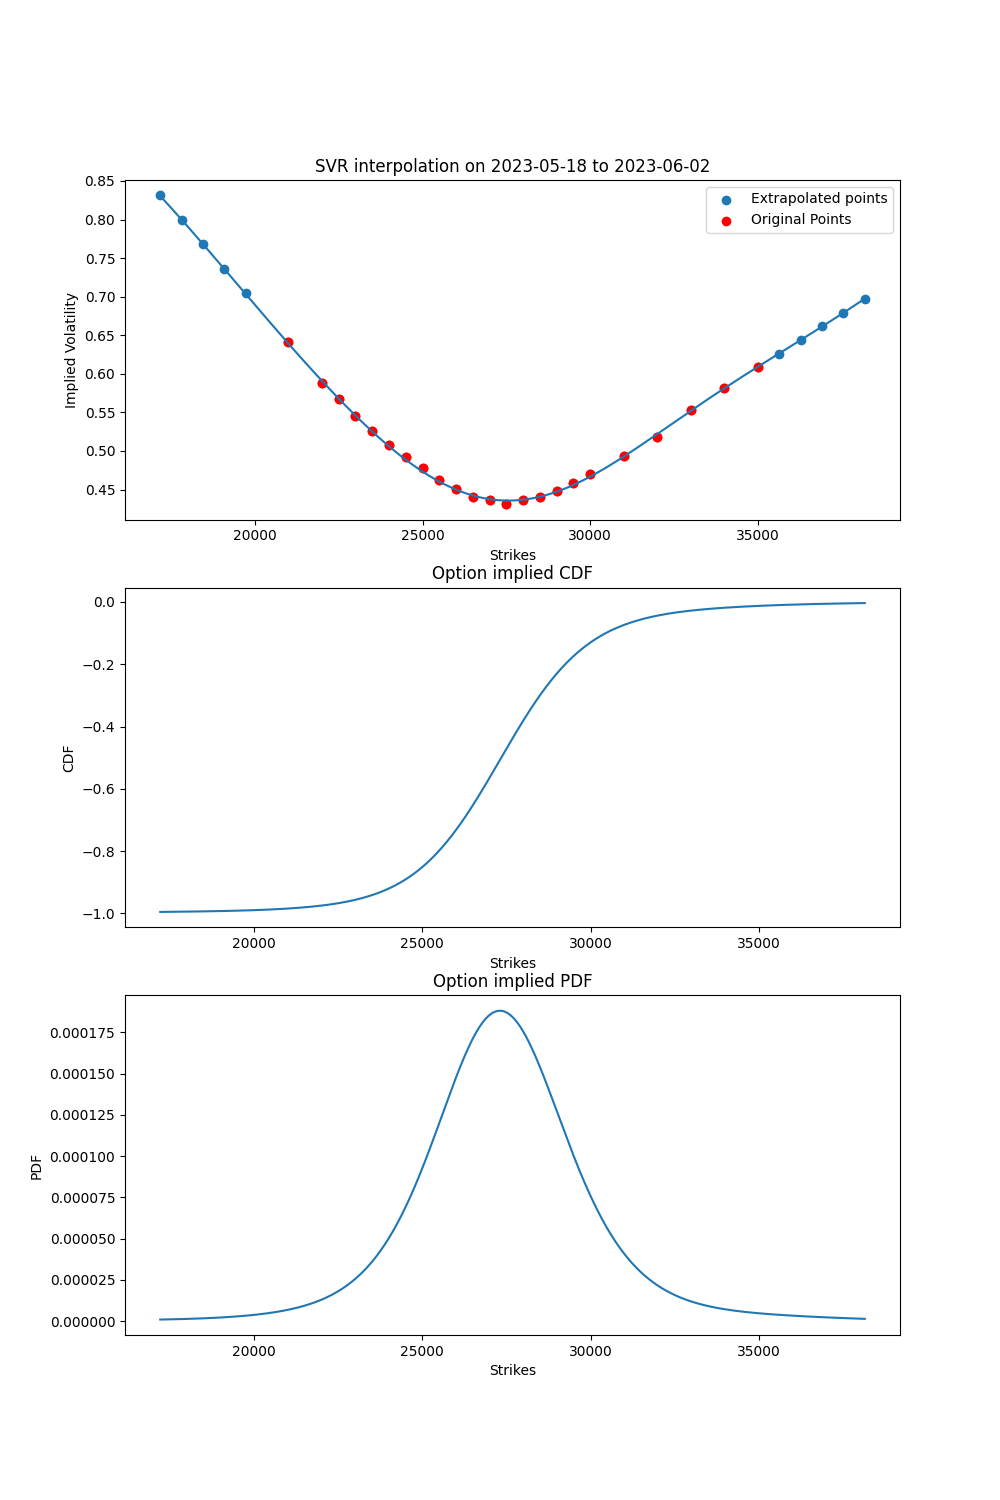 SVR interpolation on 2023-05-18 to 2023-06-02
0.85
0.80
0.75
0.70
0.65
0.60
0.55
0.50
0.45
Implied Volatility
Extrapolated points
Original Points
20000 25000 30000 35000
Strikes
Option implied CDF
0.0
−0.2
−0.4
−0.6
−0.8
−1.0
CDF
20000 25000 30000 35000
Strikes
Option implied PDF
0.000175
0.000150
0.000125
0.000100
0.000075
0.000050
0.000025
0.000000
PDF
20000 25000 30000 35000
Strikes